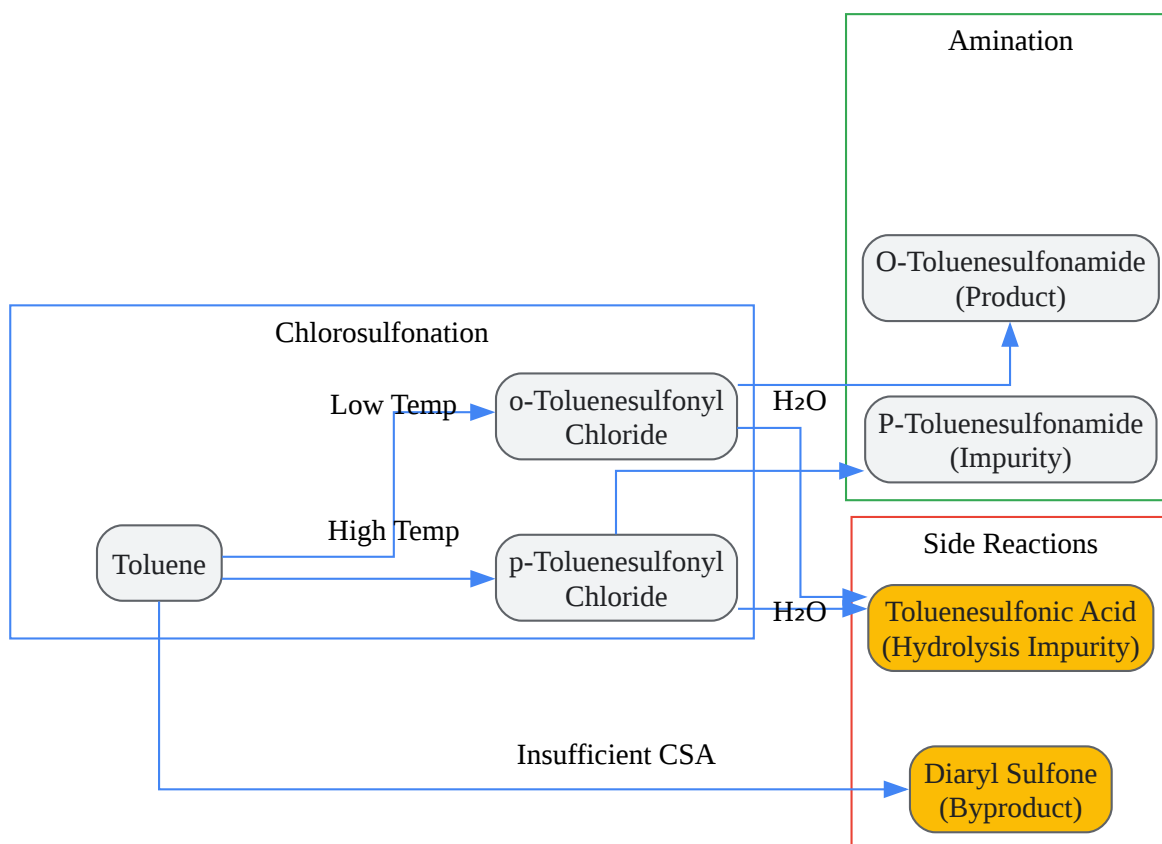 Amination
O-Toluenesulfonamide
(Product)
Chlorosulfonation
Low Temp
o-Toluenesulfonyl
Chloride
H₂O
P-Toluenesulfonamide
(Impurity)
High Temp
Toluene
p-Toluenesulfonyl
Chloride
H₂O
Side Reactions
Toluenesulfonic Acid
(Hydrolysis Impurity)
Insufficient CSA
Diaryl Sulfone
(Byproduct)